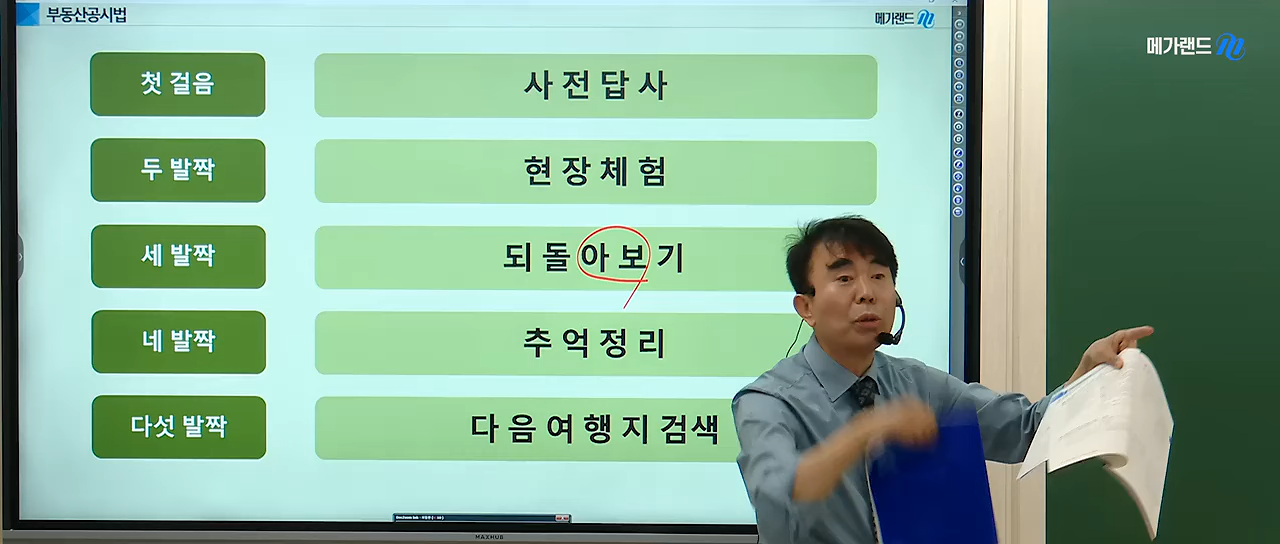 부동산공시법
메가랜드
메가랜드
첫 걸음 사전답사
두 발짝 현장체험
세 발짝 되돌아보기
네 발짝 추억정리
다섯 발짝 다음여행지검색
MAXHUB